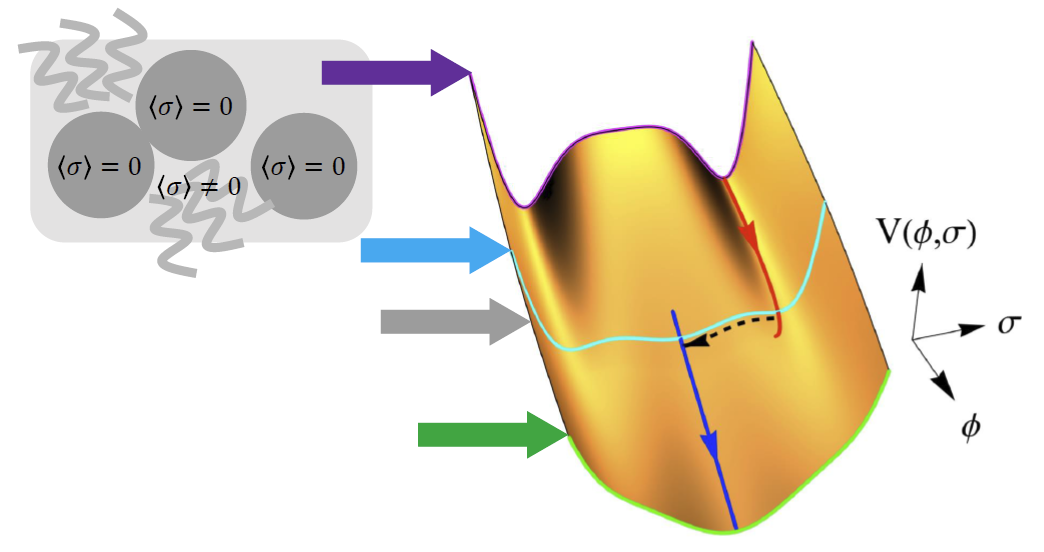 ⟨σ⟩ = 0
⟨σ⟩ = 0
⟨σ⟩ = 0
⟨σ⟩ ≠ 0
V(ϕ,σ)
σ
ϕ